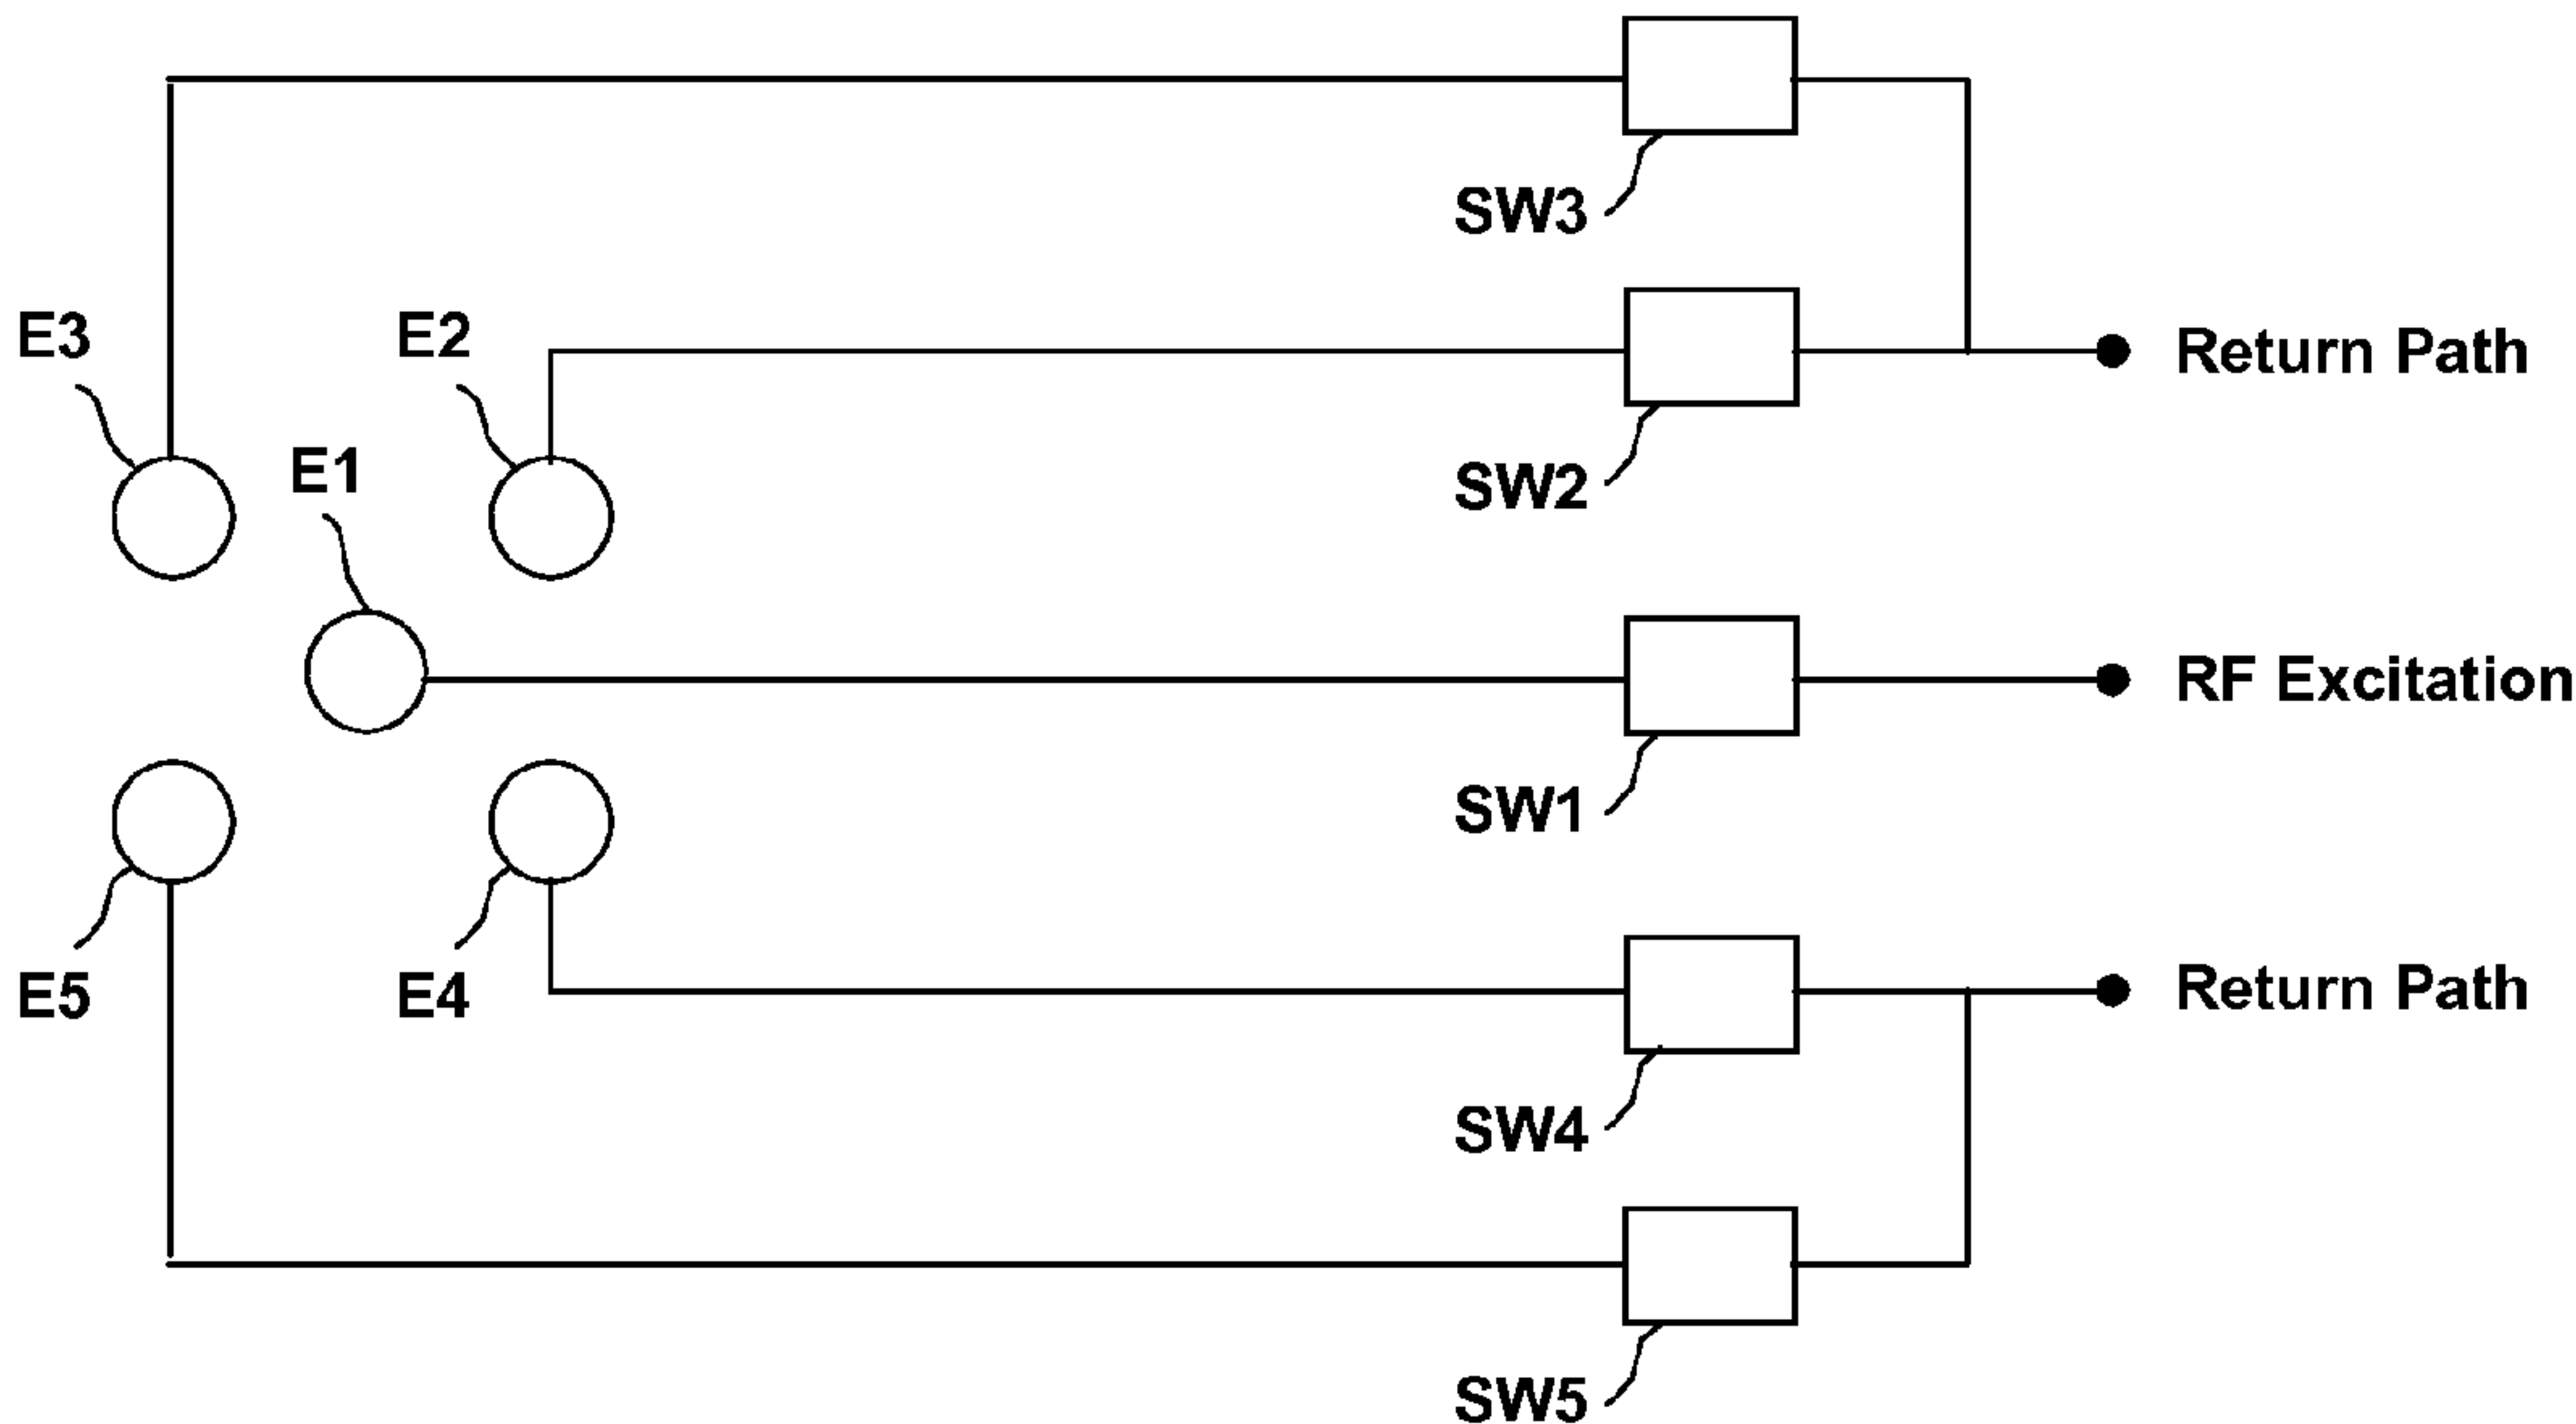 SW3
E3
E2
Return Path
E1
SW2
RF Excitation
SW1
E5
E4
Return Path
SW4
SW5